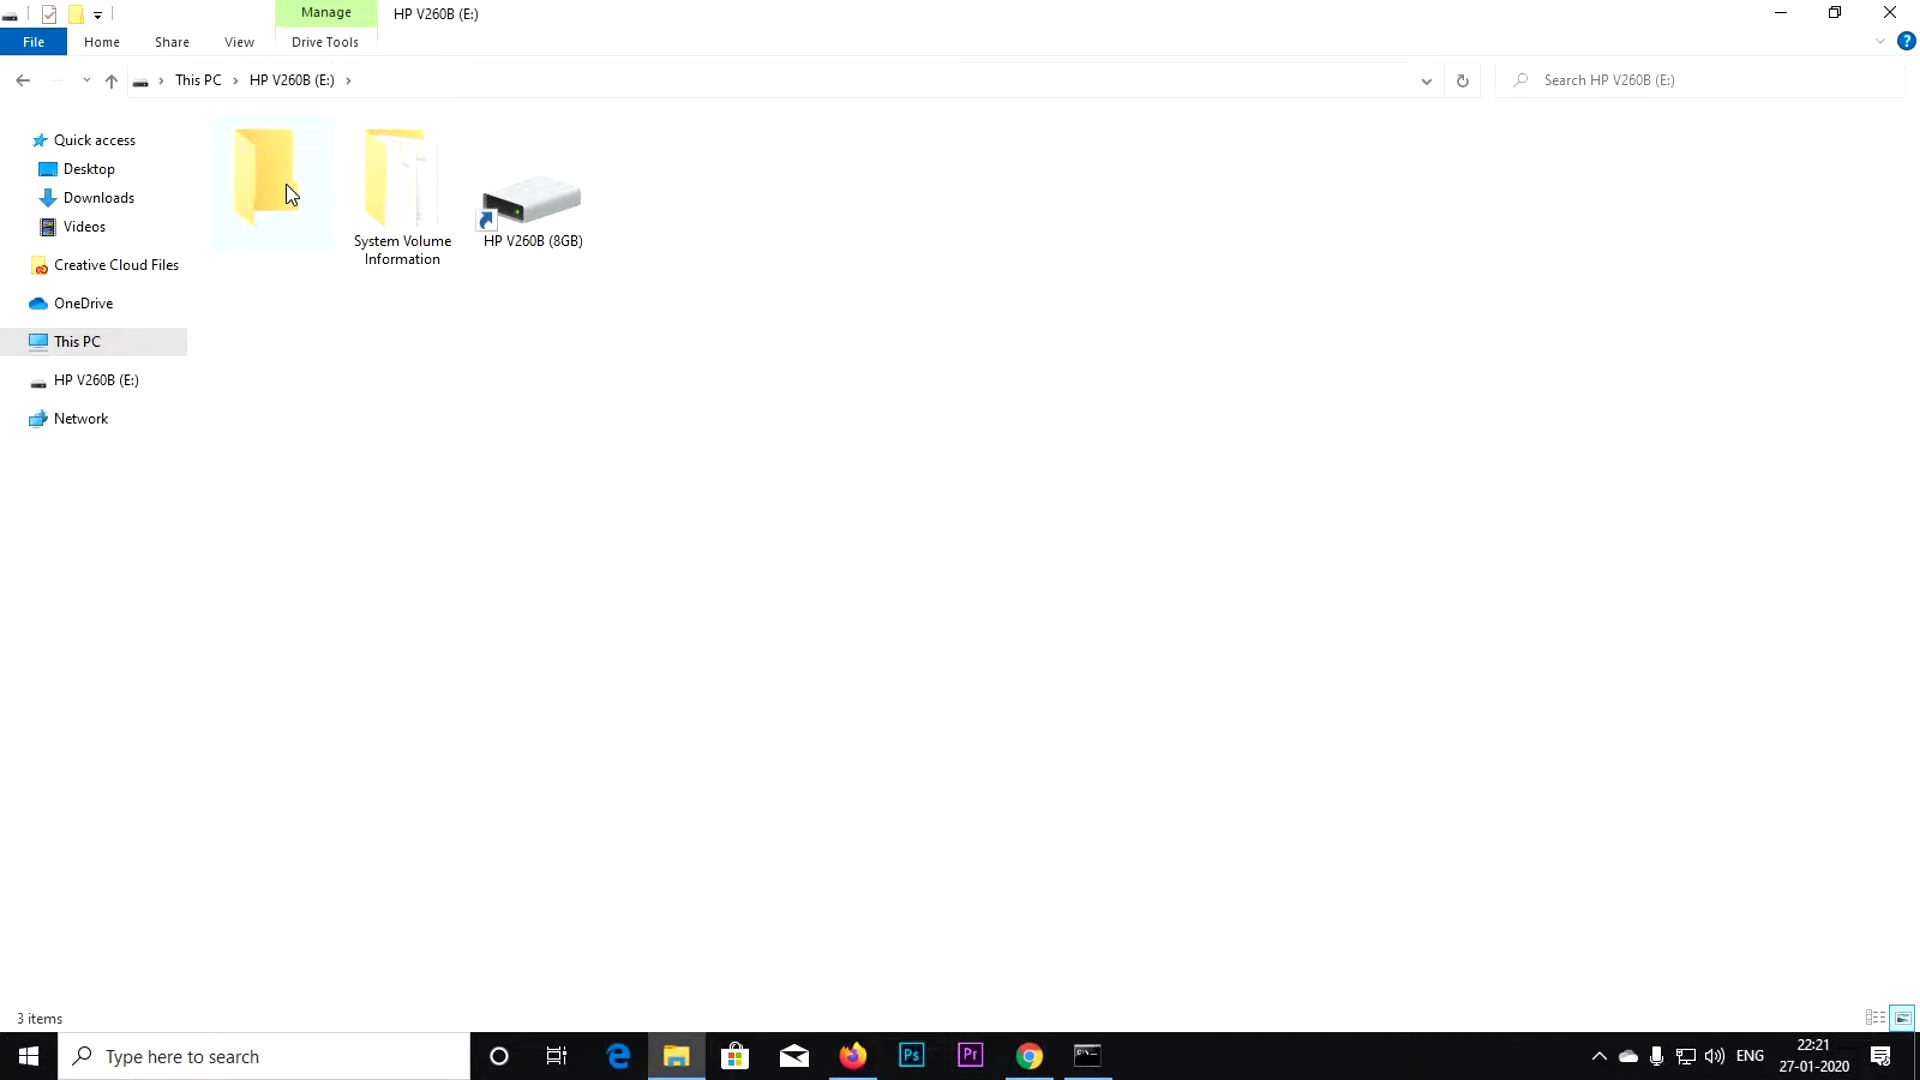 Manage
HP V260B (E:)
File
Home
Share
View
Drive Tools
This PC
HP V260B (E:)
Search HP V260B (E:)
Quick access
Desktop
Downloads
Videos
Creative Cloud Files
OneDrive
This PC
HP V260B (E:)
Network
System Volume
Information
HP V260B (8GB)
3 items
Type here to search
Ps
Pr
ENG
22:21
27-01-2020